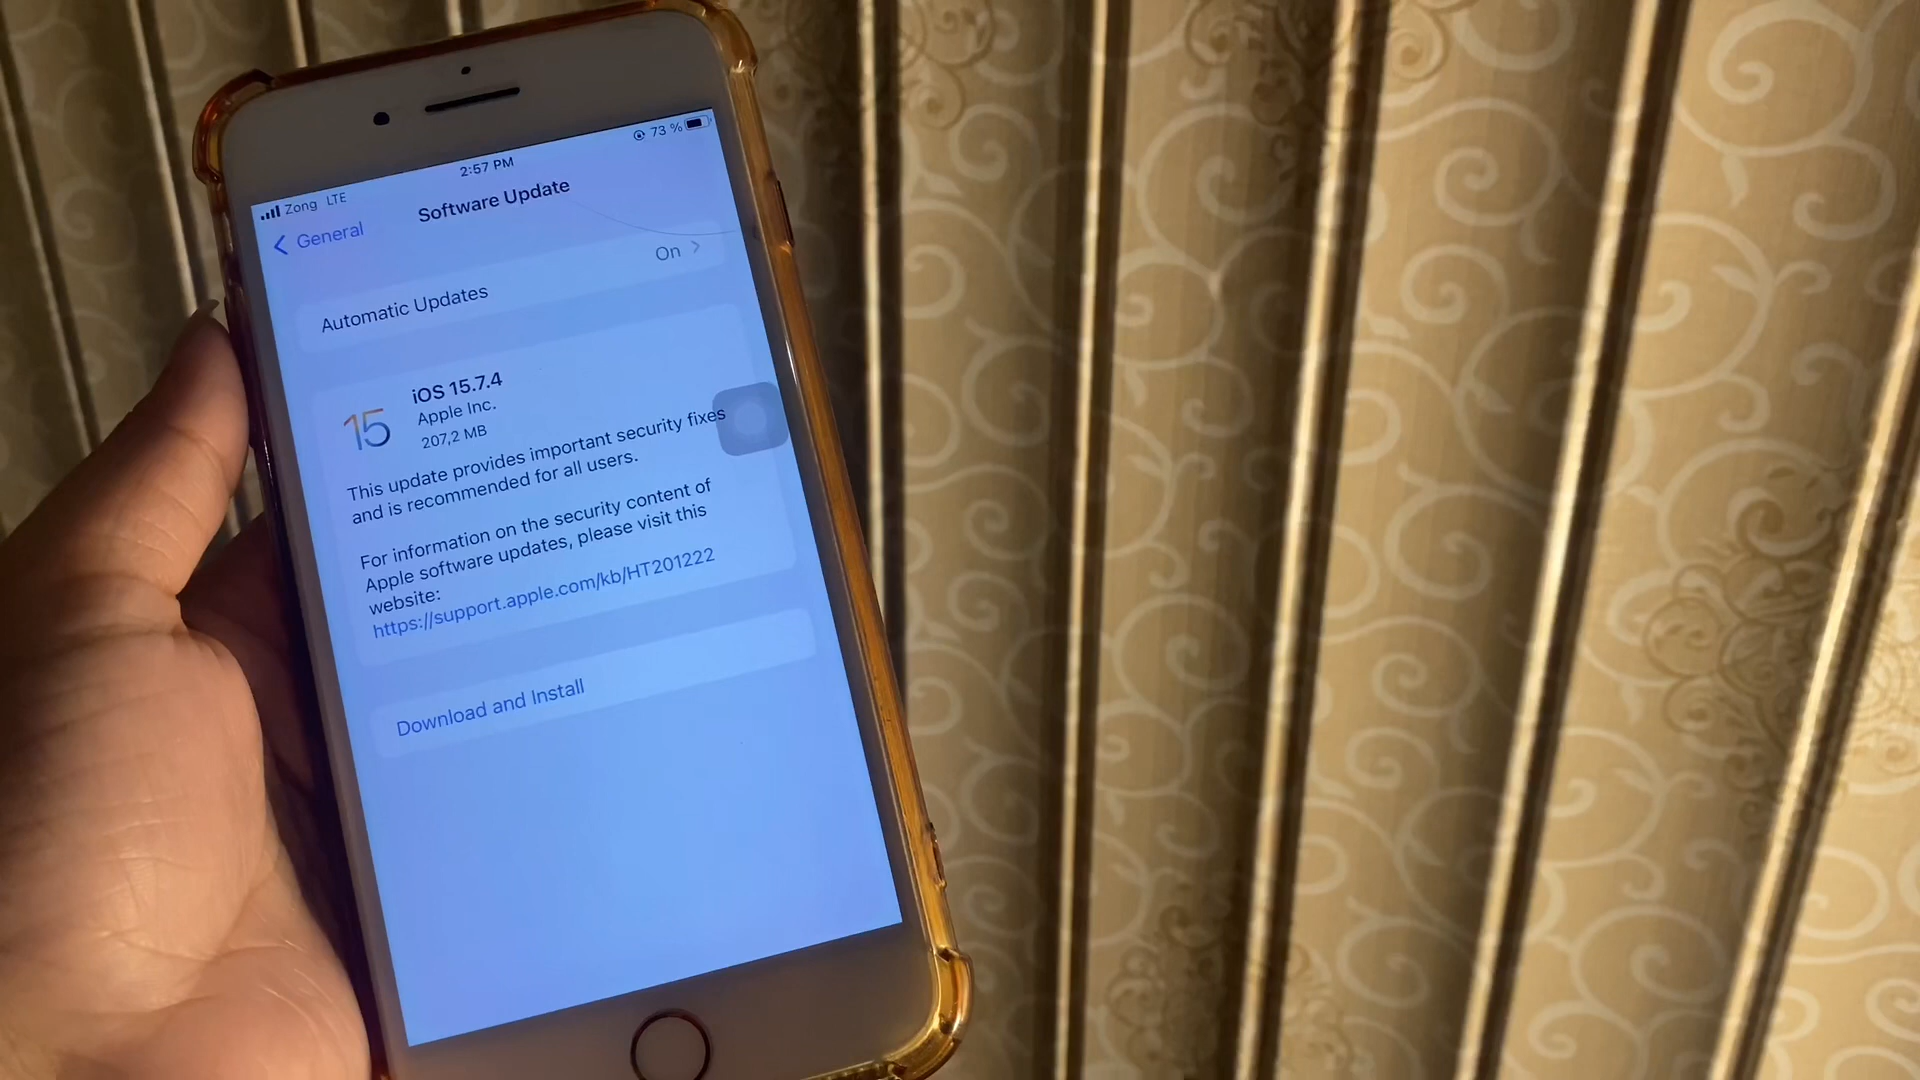 Zong LTE
2:57 PM
73 %
General
Software Update
Automatic Updates
On
15
iOS 15.7.4
Apple Inc.
207,2 MB
This update provides important security fixes
and is recommended for all users.
For information on the security content of
Apple software updates, please visit this
website:
https://support.apple.com/kb/HT201222
Download and Install